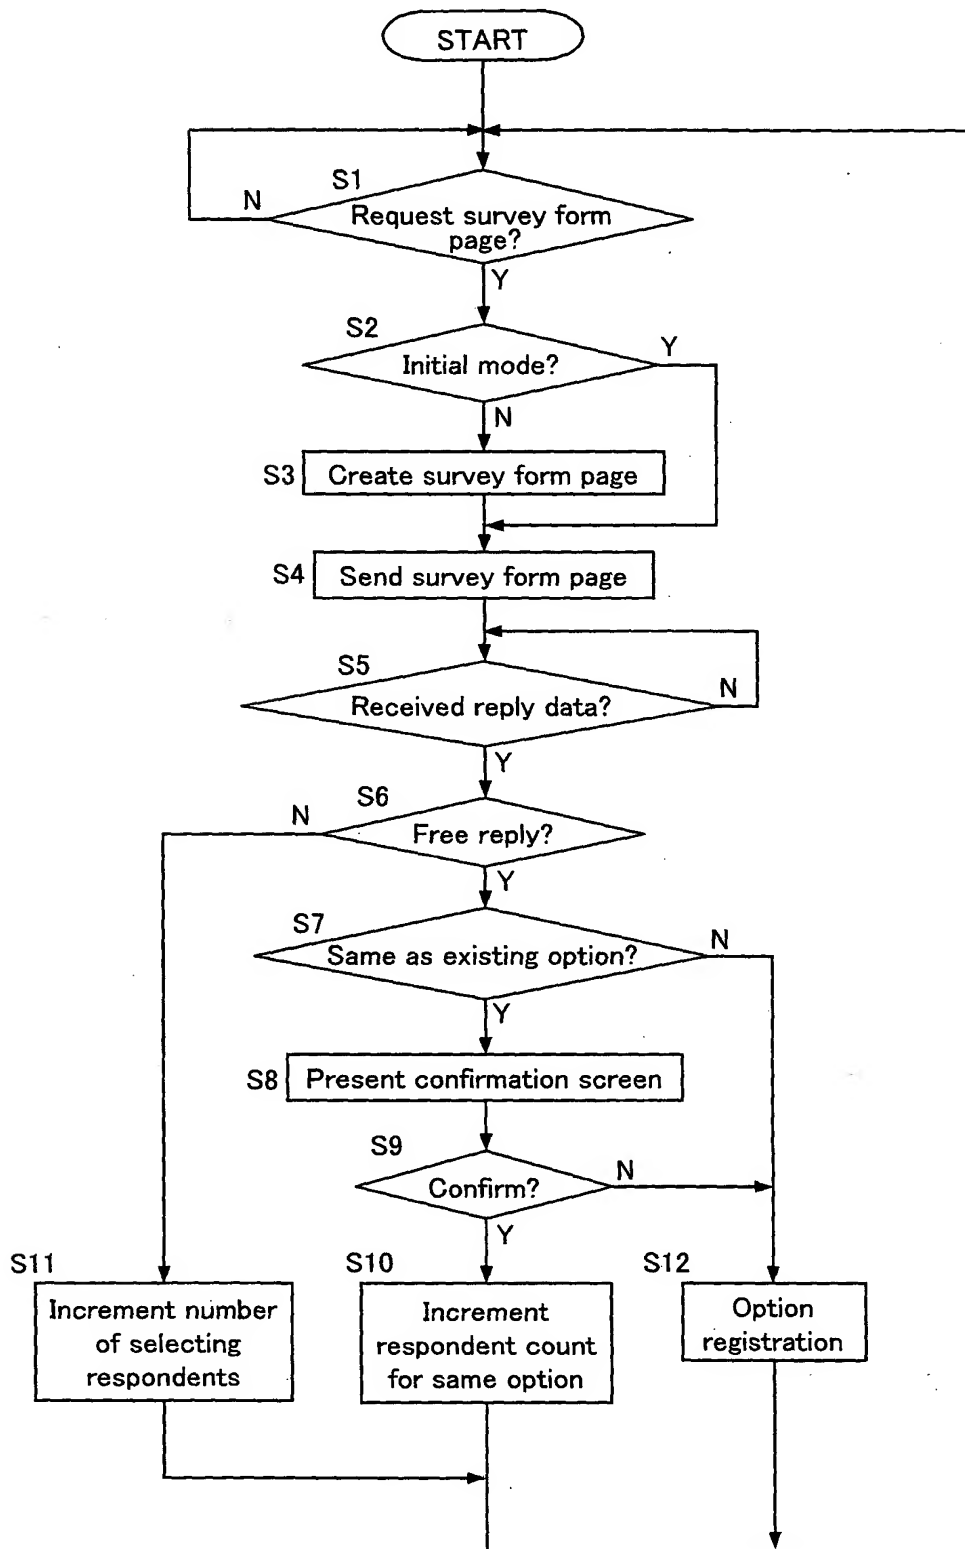 START
S1
N
Request survey form
page?
Y
S2
Y
Initial mode?
N
S3
Create survey form page
S4
Send survey form page
S5
N
Received reply data?
Y
S6
N
Free reply?
Y
S7
N
Same as existing option?
Y
S8
Present confirmation screen
S9
N
Confirm?
Y
S11
Increment number
of selecting
respondents
S10
Increment
respondent count
for same option
S12
Option
registration